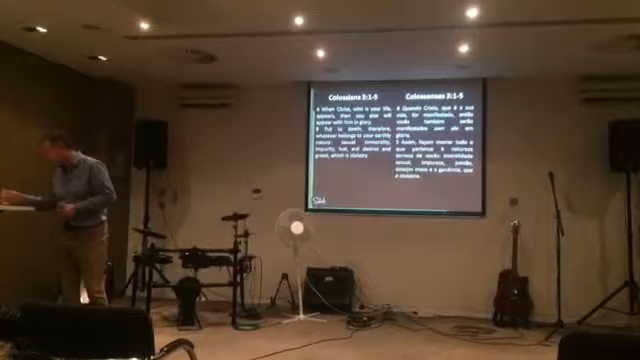 Colossians 3:1-5
4 When Christ, who is your life,
appears, then you also will
appear with him in glory.
5 Put to death, therefore,
whatever belongs to your earthly
nature: sexual immorality,
impurity, lust, evil desires and
greed, which is idolatry.
Colossenses 3:1-5
4 Quando Cristo, que é a sua
vida, for manifestado, então
vocês também serão
manifestados com ele em
glória.
5 Assim, façam morrer tudo o
que pertence à natureza
terrena de vocês: imoralidade
sexual, impureza, paixão,
desejos maus e a ganância, que
é idolatria.